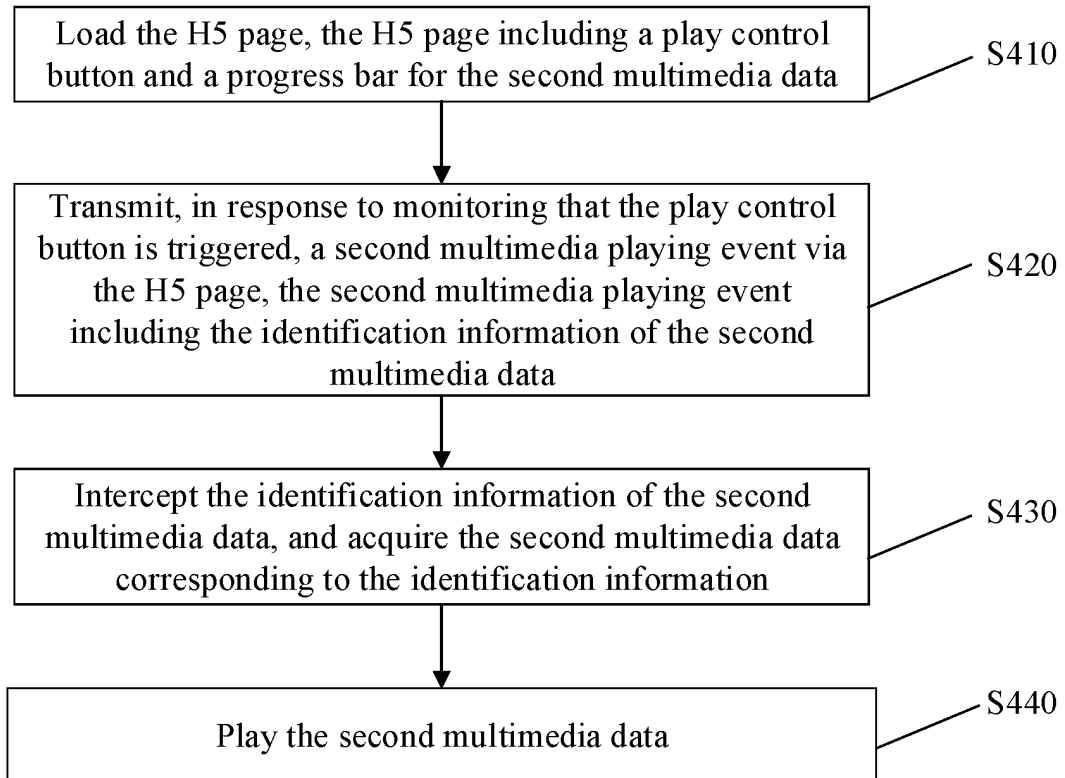 Load the H5 page, the H5 page including a play control
button and a progress bar for the second multimedia data
S410
Transmit, in response to monitoring that the play control
button is triggered, a second multimedia playing event via
the H5 page, the second multimedia playing event
including the identification information of the second
multimedia data
S420
Intercept the identification information of the second
multimedia data, and acquire the second multimedia data
corresponding to the identification information
S430
Play the second multimedia data
S440